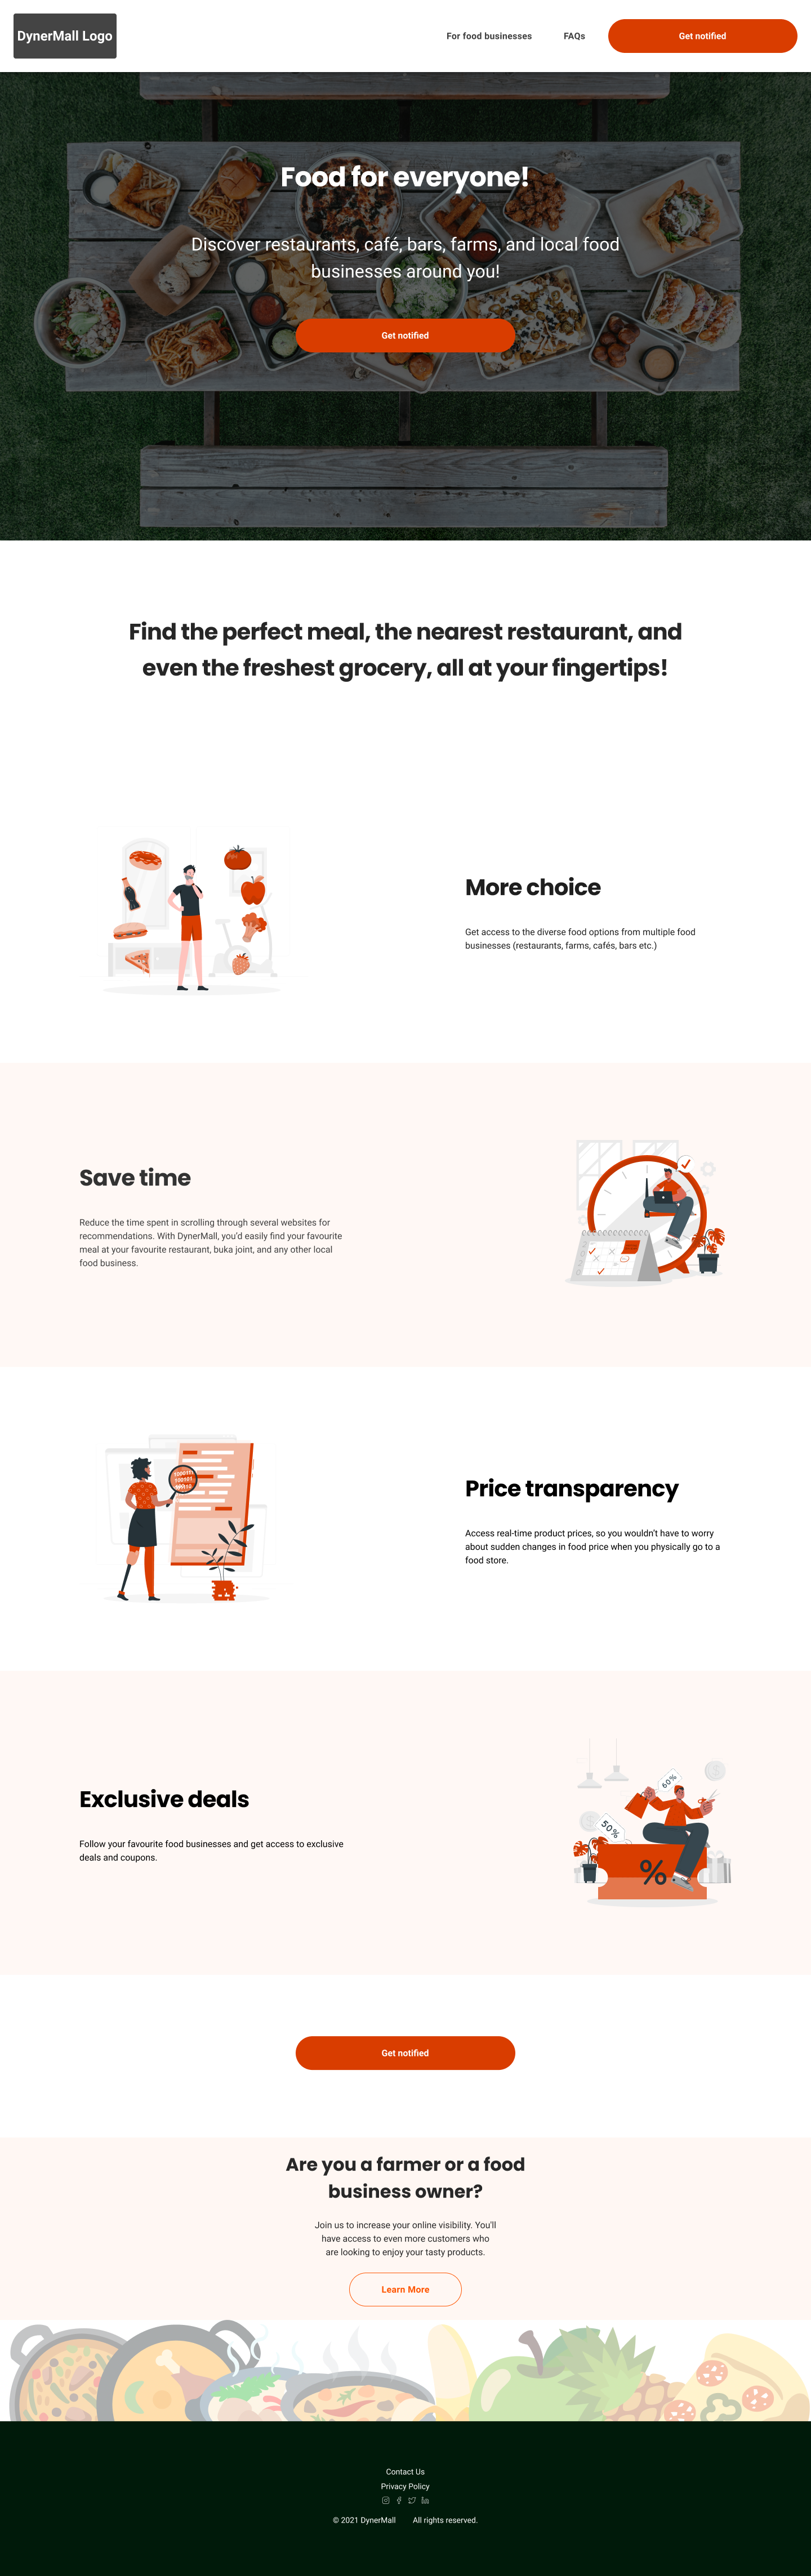 DynerMall Logo
For food businesses
FAQs
Get notified
Food for everyone!
Discover restaurants, café, bars, farms, and local food
businesses around you!
Get notified
Find the perfect meal, the nearest restaurant, and
even the freshest grocery, all at your fingertips!
More choice
Get access to the diverse food options from multiple food
businesses (restaurants, farms, cafés, bars etc.)
Save time
Reduce the time spent in scrolling through several websites for
recommendations. With DynerMall, you'd easily find your favourite
meal at your favourite restaurant, buka joint, and any other local
food business.
100101
100101
Price transparency
Access real-time product prices, so you wouldn't have to worry
about sudden changes in food price when you physically go to a
food store.
Exclusive deals
Follow your favourite food businesses and get access to exclusive
deals and coupons.
60%
50%
%
Get notified
Are you a farmer or a food
business owner?
Join us to increase your online visibility. You'll
have access to even more customers who
are looking to enjoy your tasty products.
Learn More
Contact Us
Privacy Policy
© 2021 DynerMall All rights reserved.